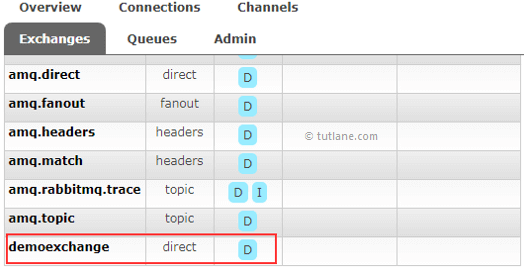 Overview Connections Channels
Exchanges Queues Admin
amq.direct direct D
amq.fanout fanout D
amq.headers headers D © tutlane.com
amq.match headers D
amq.rabbitmq.trace topic D I
amq.topic topic D
demoexchange direct D